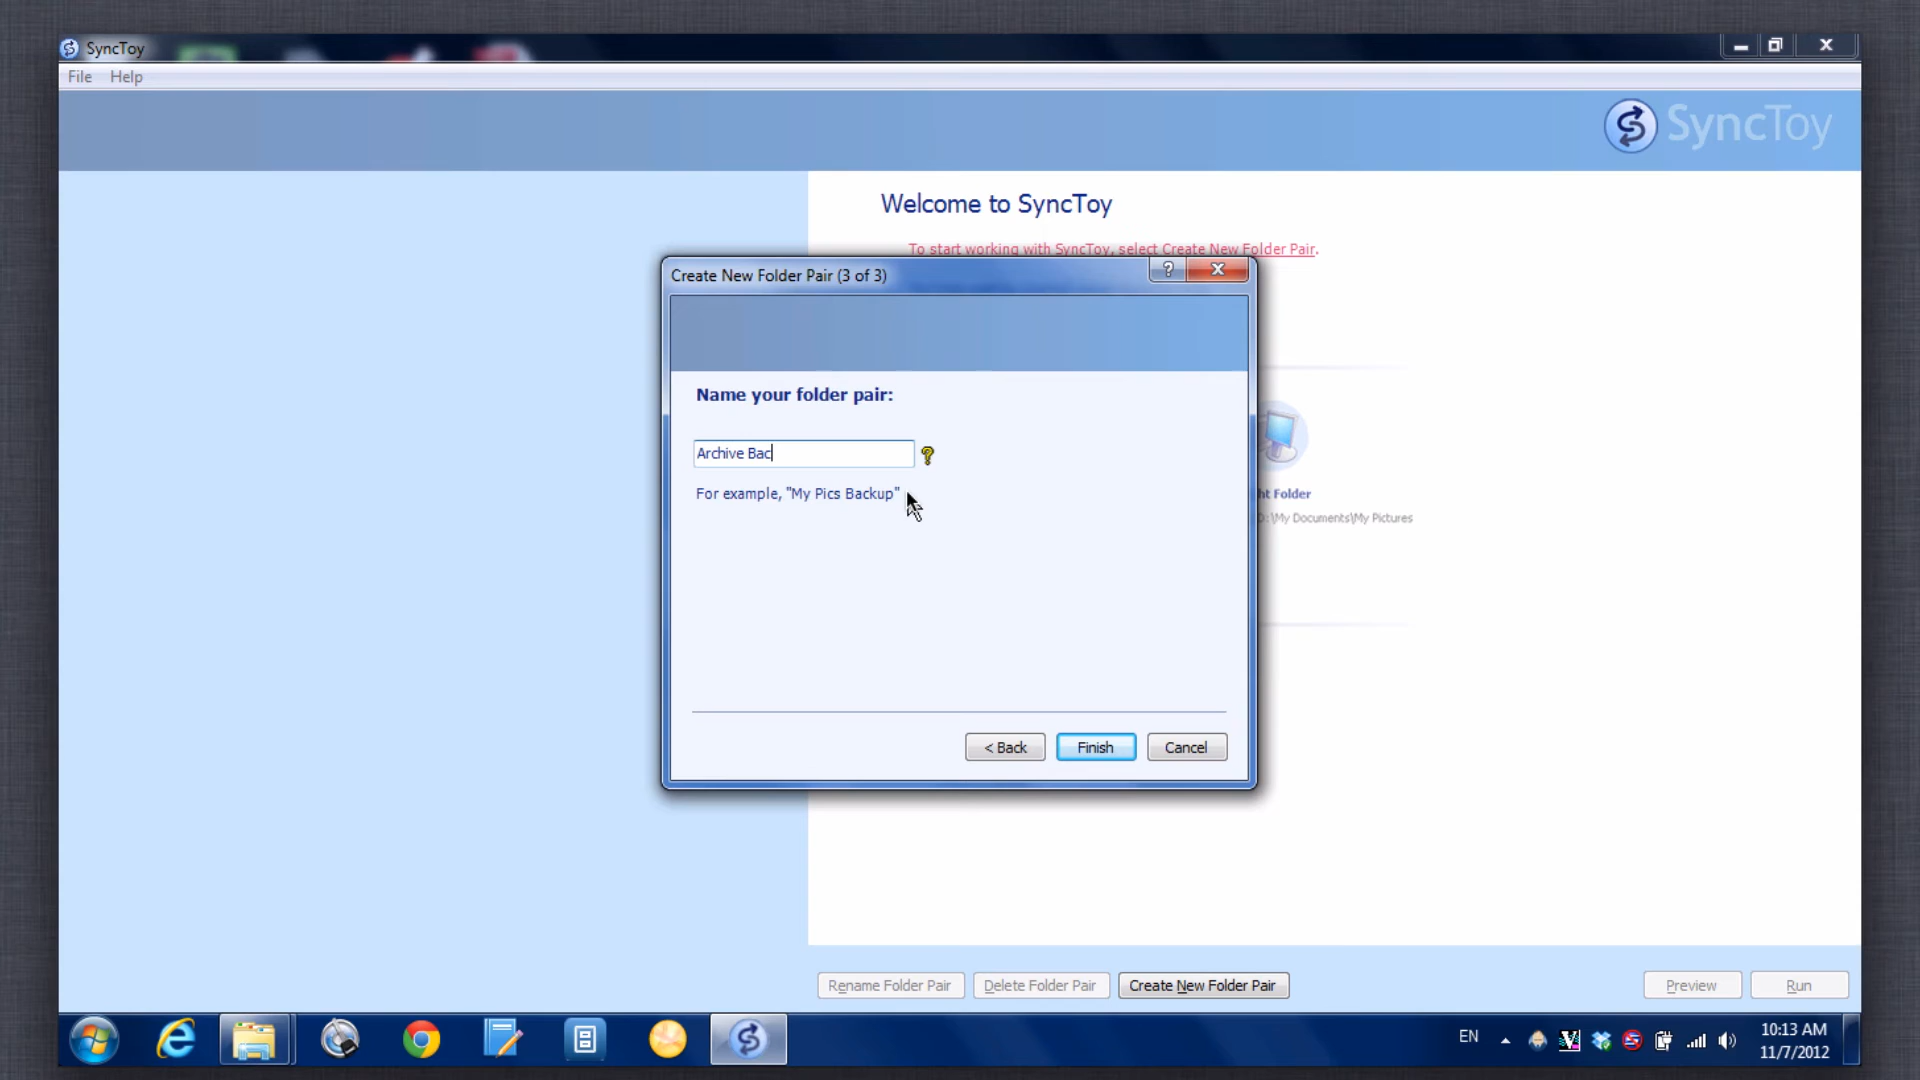 SyncToy
File Help
SyncToy
Welcome to SyncToy
To start working with SyncToy, select Create New Folder Pair.
Create New Folder Pair (3 of 3)
Name your folder pair:
Archive Bac
For example, "My Pics Backup"
ht Folder
D:\My Documents\My Pictures
< Back Finish Cancel
Rename Folder Pair Delete Folder Pair Create New Folder Pair Preview Run
EN
10:13 AM
11/7/2012